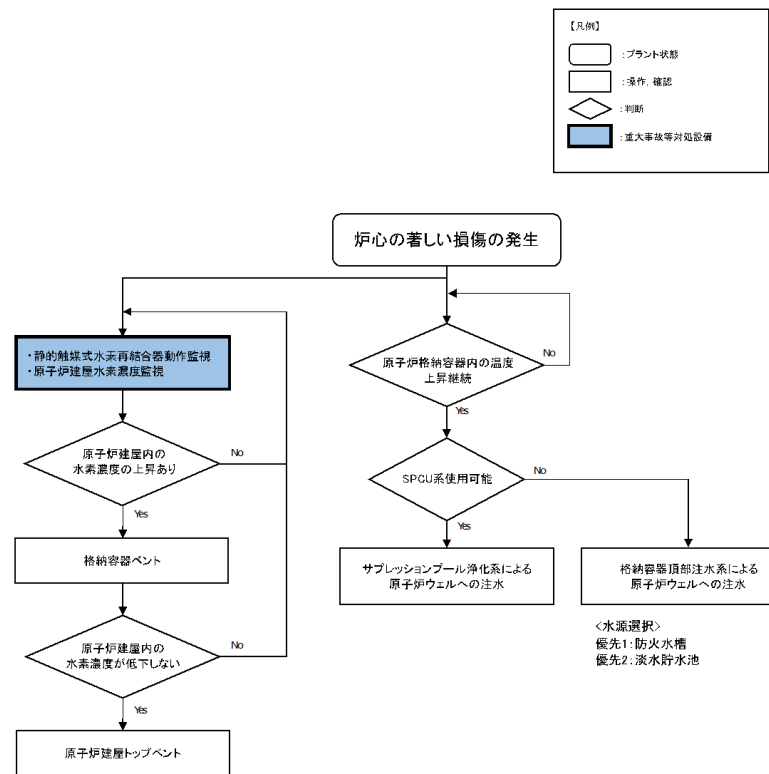 【凡例】
:プラント状態
:操作，確認
:判断
:重大事故等対処設備
炉心の著しい損傷の発生
・静的触媒式水素再結合器動作監視
・原子炉建屋水素濃度監視
原子炉格納容器内の温度
上昇継続
No
Yes
原子炉建屋内の
水素濃度の上昇あり
No
Yes
SPCU系使用可能
No
Yes
格納容器ベント
サプレッションプール浄化系による
原子炉ウェルへの注水
格納容器頂部注水系による
原子炉ウェルへの注水
<水源選択>
優先1:防火水槽
優先2:淡水貯水池
原子炉建屋内の
水素濃度が低下しない
No
Yes
原子炉建屋トップベント